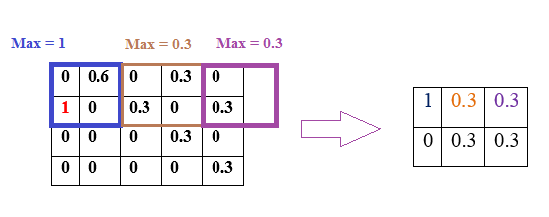 Max = 1 Max = 0.3 Max = 0.3
0 0.6 0 0.3 0
1 0 0.3 0 0.3
0 0 0 0.3 0
0 0 0 0 0.3
1 0.3 0.3
0 0.3 0.3